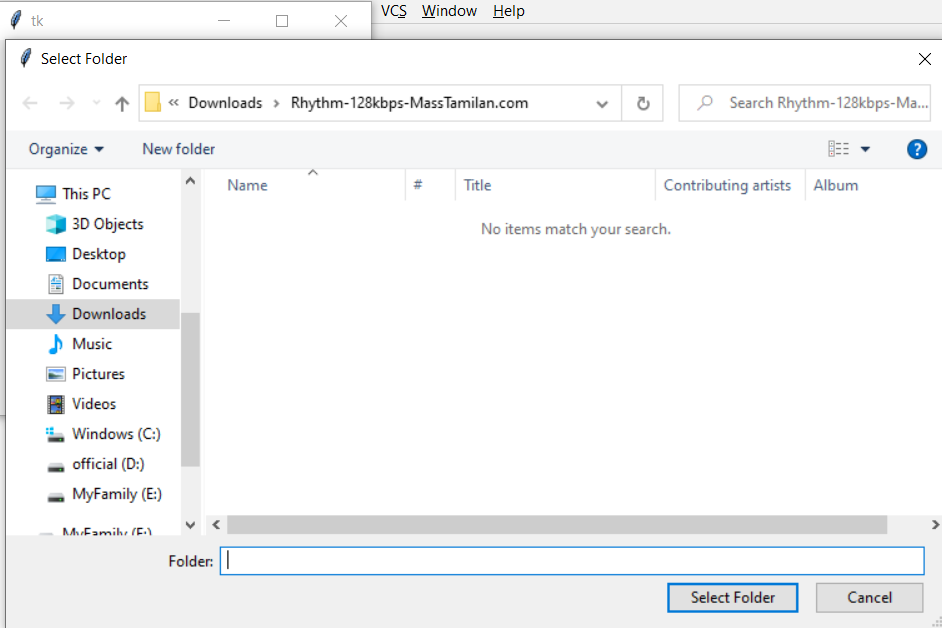 tk
VCS Window Help
Select Folder
« Downloads › Rhythm-128kbps-MassTamilan.com
Search Rhythm-128kbps-Ma...
Organize
New folder
?
This PC
3D Objects
Desktop
Documents
Downloads
Music
Pictures
Videos
Windows (C:)
official (D:)
MyFamily (E:)
MyFamily (E:)
Name
#
Title
Contributing artists
Album
No items match your search.
Folder:
Select Folder
Cancel